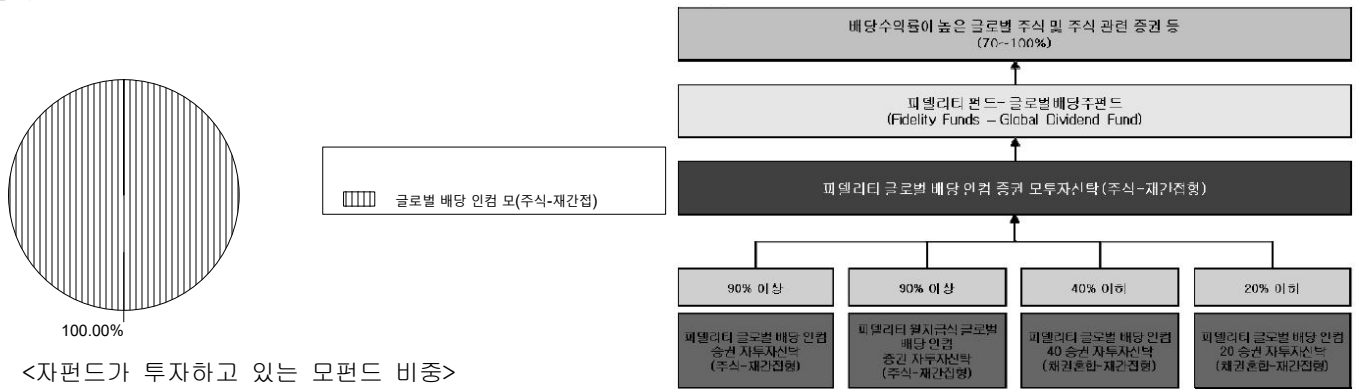 100.00%
<자펀드가 투자하고 있는 모펀드 비중>
글로벌 배당 인컴 모(주식-재간접)
배당수익률이 높은 글로벌 주식 및 주식 관련 증권 등
(70~100%)
피델리티 펀드- 글로벌배당주펀드
(Fidelity Funds – Global Dividend Fund)
피델리티 글로벌 배당 인컴 증권 모투자신탁(주식-재간접형)
90% 이상
90% 이상
40% 이하
20% 이하
피델리티 글로벌 배당 인컴
증권 자투자신탁
(주식-재간접형)
피델리티 월지급식 글로벌
배당 인컴
증권 자투자신탁
(주식-재간접형)
피델리티 글로벌 배당 인컴
40 증권 자투자신탁
(채권혼합-재간접형)
피델리티 글로벌 배당 인컴
20 증권 자투자신탁
(채권혼합-재간접형)